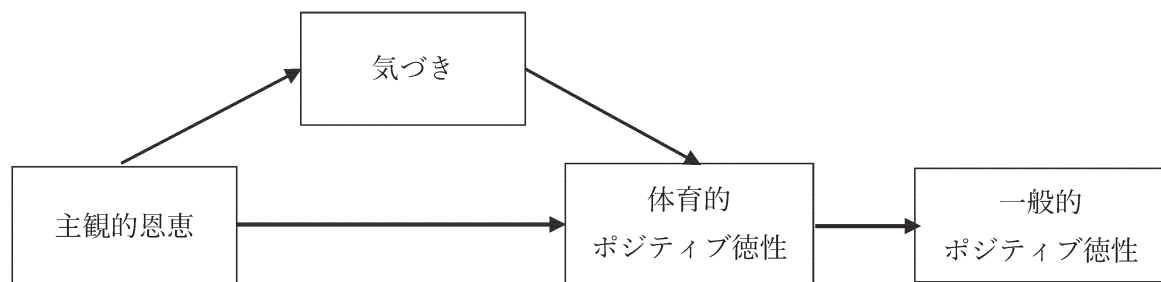 気づき
主観的恩恵
体育的
ポジティブ徳性
一般的
ポジティブ徳性